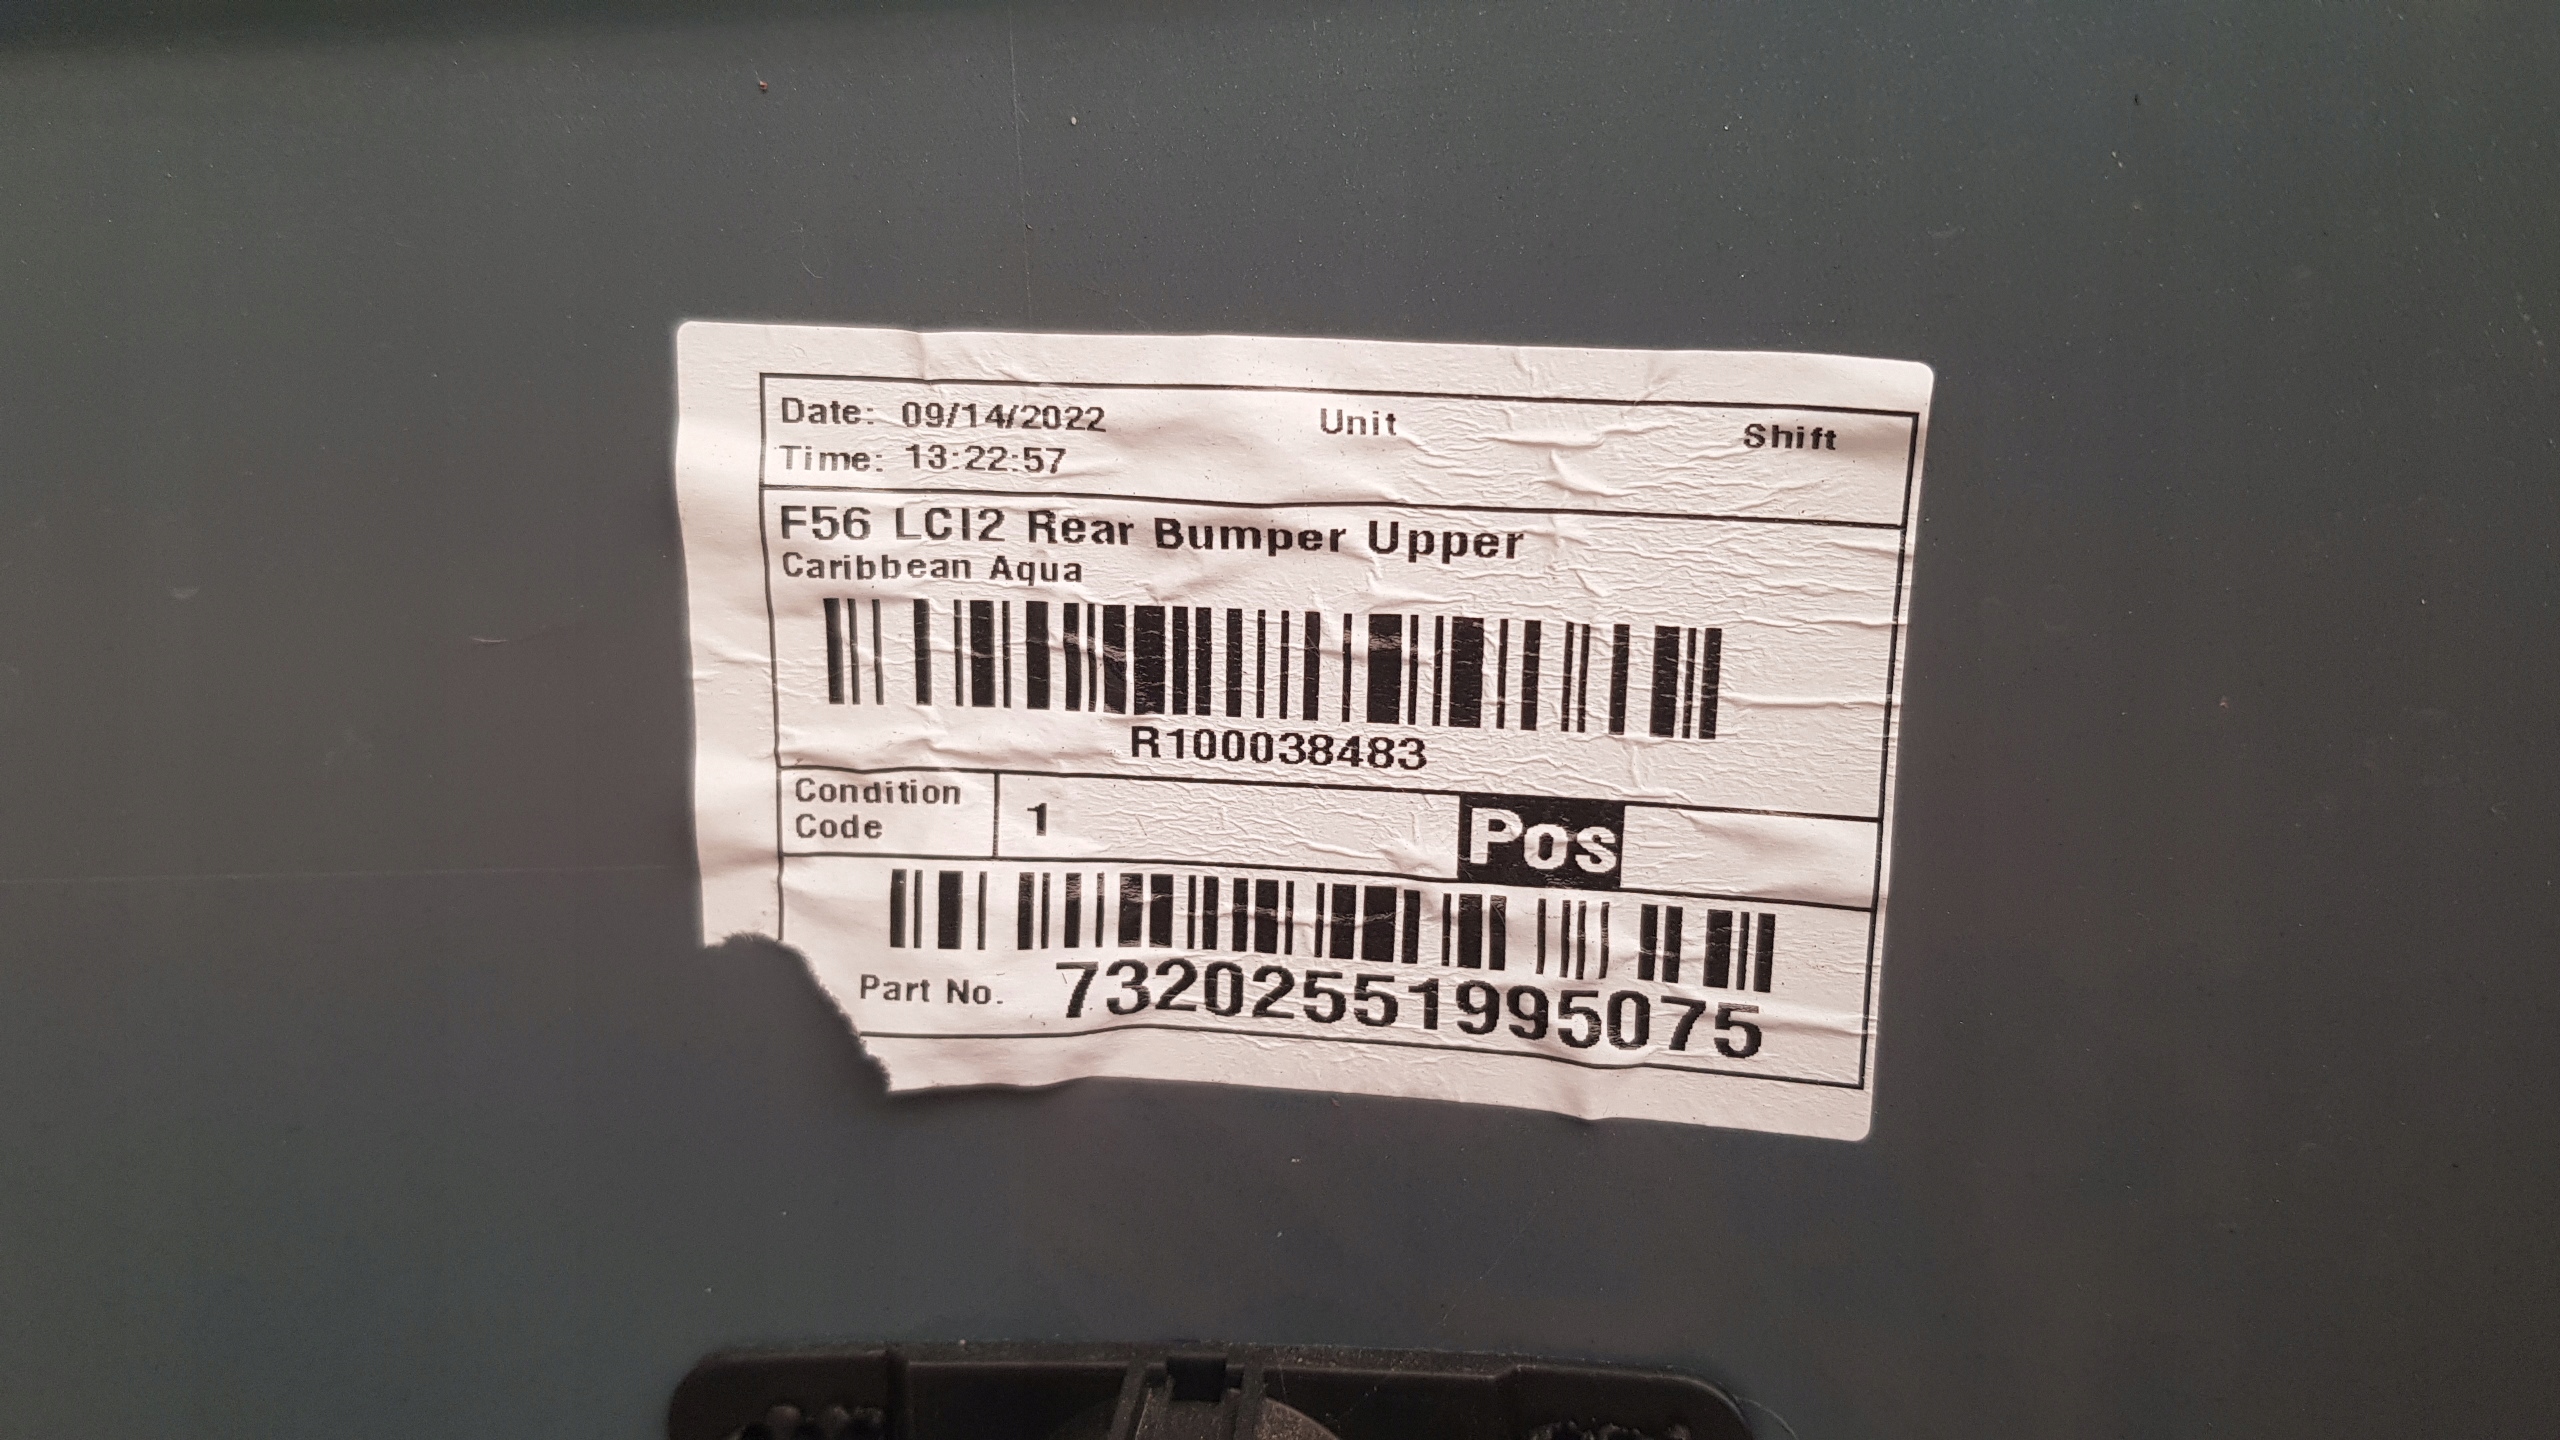 Date: 09/14/2022 Unit Shift
Time: 13:22:57
F56 LCI2 Rear Bumper Upper
Caribbean Aqua
R100038483
Condition
Code
1
Pos
Part No. 73202551995075